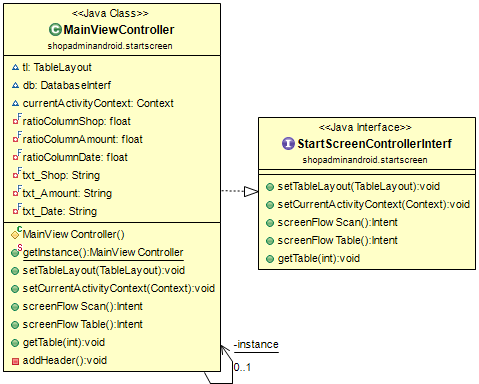 <<Java Class>>
MainViewController
shopadminandroid.startscreen
tl: TableLayout
db: DatabaseInterf
currentActivityContext: Context
F ratioColumnShop: float
F ratioColumnAmount: float
F ratioColumnDate: float
F txt_Shop: String
F txt_Amount: String
F txt_Date: String
C MainViewController()
S getInstance():MainViewController
setTableLayout(TableLayout):void
setCurrentActivityContext(Context):void
screenFlowScan():Intent
screenFlowTable():Intent
getTable(int):void
addHeader():void
<<Java Interface>>
StartScreenControllerInterf
shopadminandroid.startscreen
setTableLayout(TableLayout):void
setCurrentActivityContext(Context):void
screenFlowScan():Intent
screenFlowTable():Intent
getTable(int):void
-instance
0..1